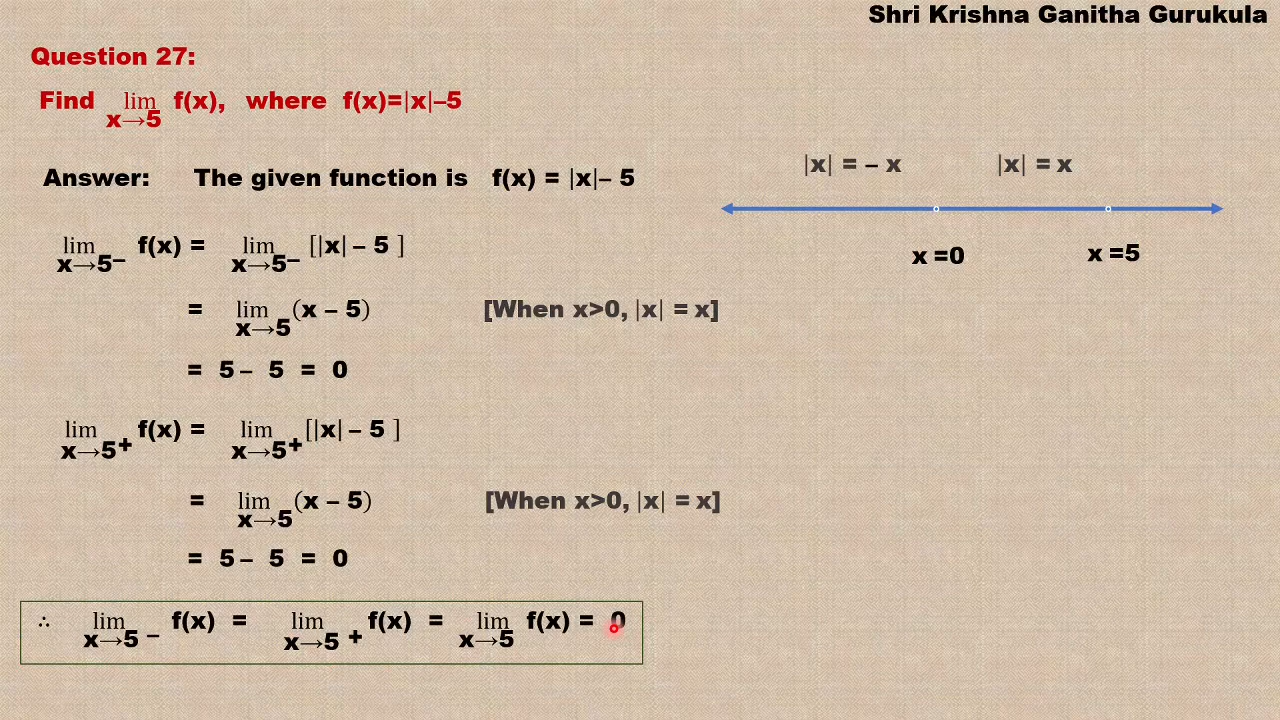 Shri Krishna Ganitha Gurukula
Question 27:
Find lim x→5 f(x), where f(x)=|x|–5
Answer: The given function is f(x) = |x|– 5
|x| = – x |x| = x
x =0 x =5
lim x→5– f(x) = lim x→5– [|x| – 5 ]
= lim x→5 (x – 5) [When x>0, |x| = x]
= 5 – 5 = 0
lim x→5+ f(x) = lim x→5+ [|x| – 5 ]
= lim x→5 (x – 5) [When x>0, |x| = x]
= 5 – 5 = 0
∴ lim x→5 – f(x) = lim x→5 + f(x) = lim x→5 f(x) = 0